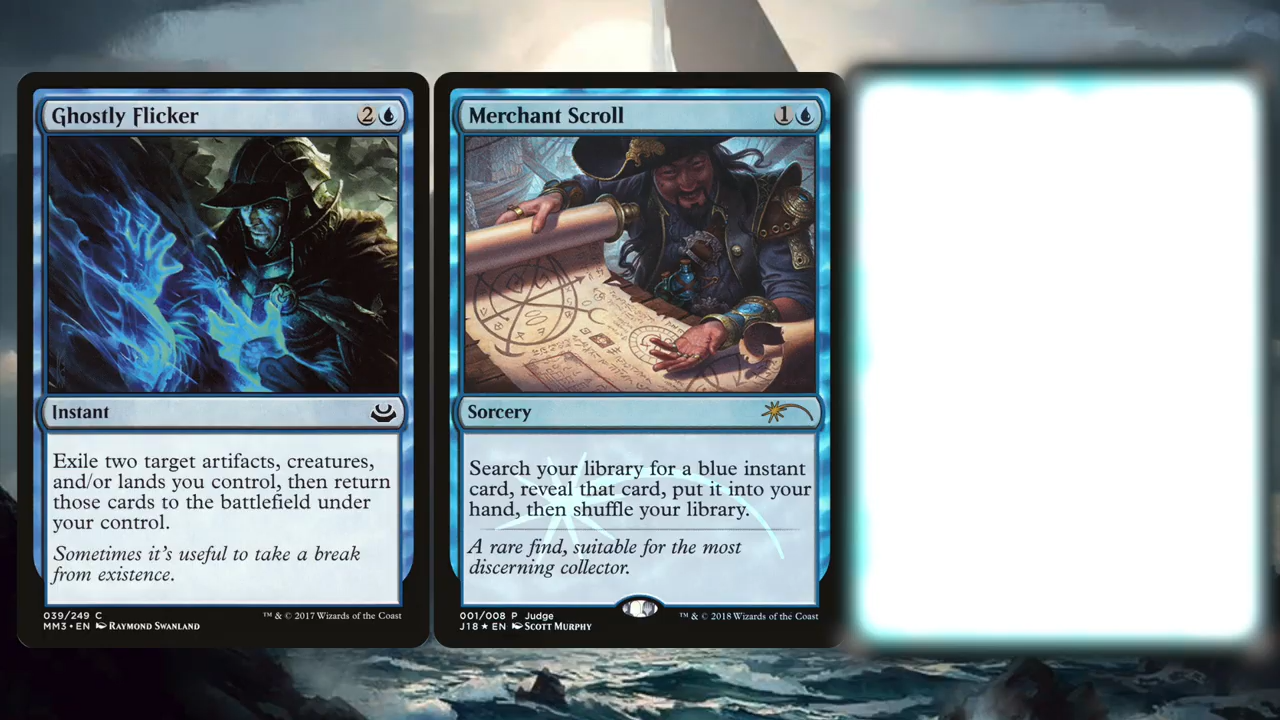 Ghostly Flicker 2
Instant
Exile two target artifacts, creatures,
and/or lands you control, then return
those cards to the battlefield under
your control.
Sometimes it's useful to take a break
from existence.
039/249 C
MM3 • EN Raymond Swanland
™ & © 2017 Wizards of the Coast
Merchant Scroll 1
Sorcery
Search your library for a blue instant
card, reveal that card, put it into your
hand, then shuffle your library.
A rare find, suitable for the most
discerning collector.
001/008 P Judge
J18 ★ EN Scott Murphy
™ & © 2018 Wizards of the Coast